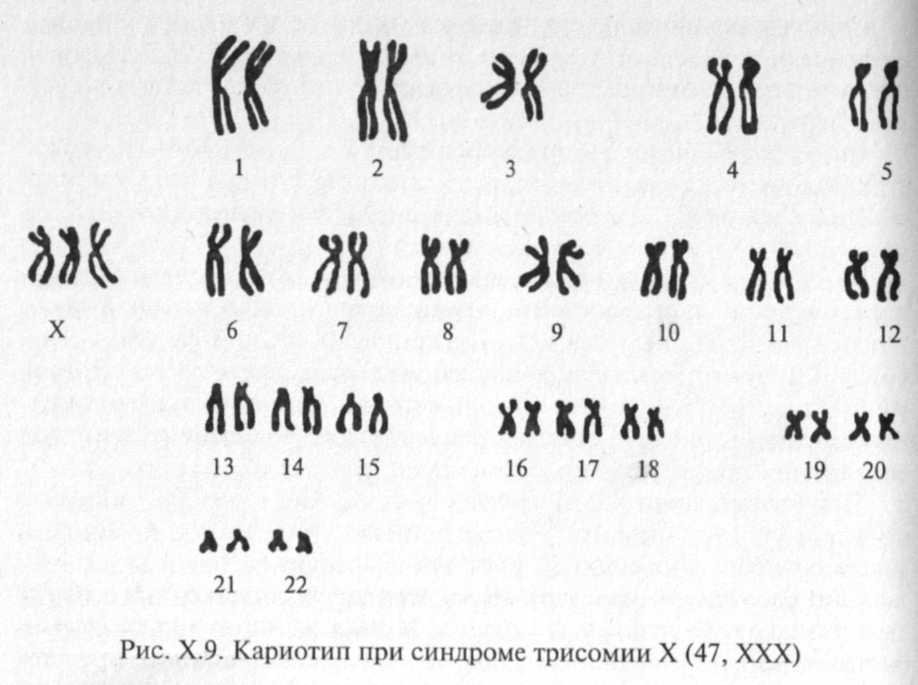 1 2 3 4 5
X 6 7 8 9 10 11 12
13 14 15 16 17 18 19 20
21 22
Рис. X.9. Кариотип при синдроме трисомии X (47, XXX)